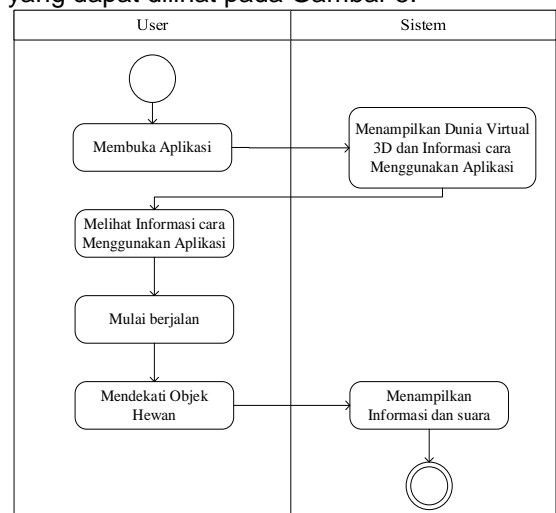 yang dapat dilihat pada Gambar
User
Sistem
Membuka Aplikasi
Menampilkan Dunia Virtual
3D dan Informasi cara
Menggunakan Aplikasi
Melihat Informasi cara
Menggunakan Aplikasi
Mulai berjalan
Mendekati Objek
Hewan
Menampilkan
Informasi dan suara